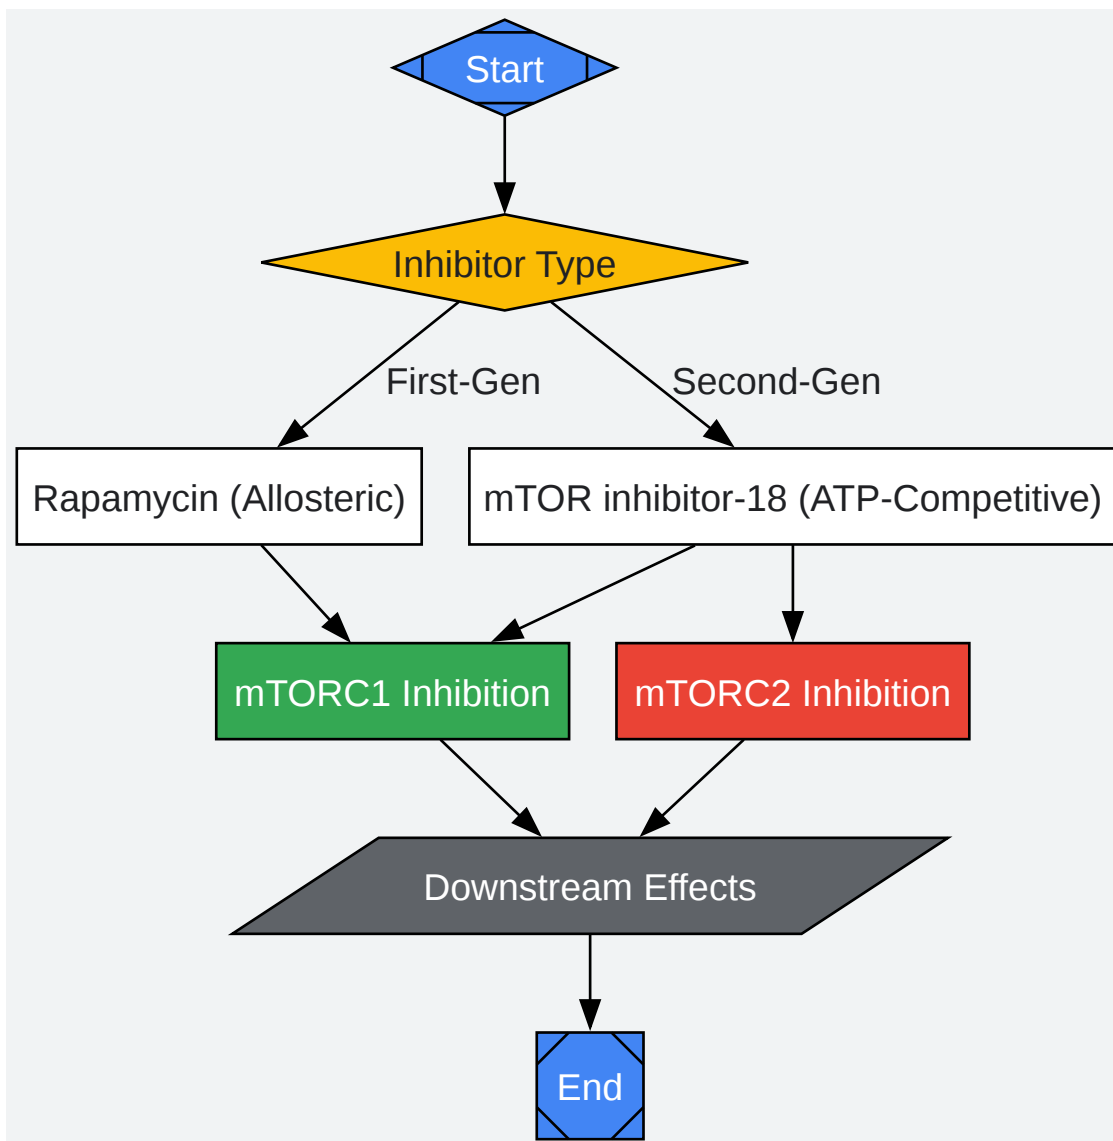 Start
Inhibitor Type
First-Gen
Second-Gen
Rapamycin (Allosteric)
mTOR inhibitor-18 (ATP-Competitive)
mTORC1 Inhibition
mTORC2 Inhibition
Downstream Effects
End